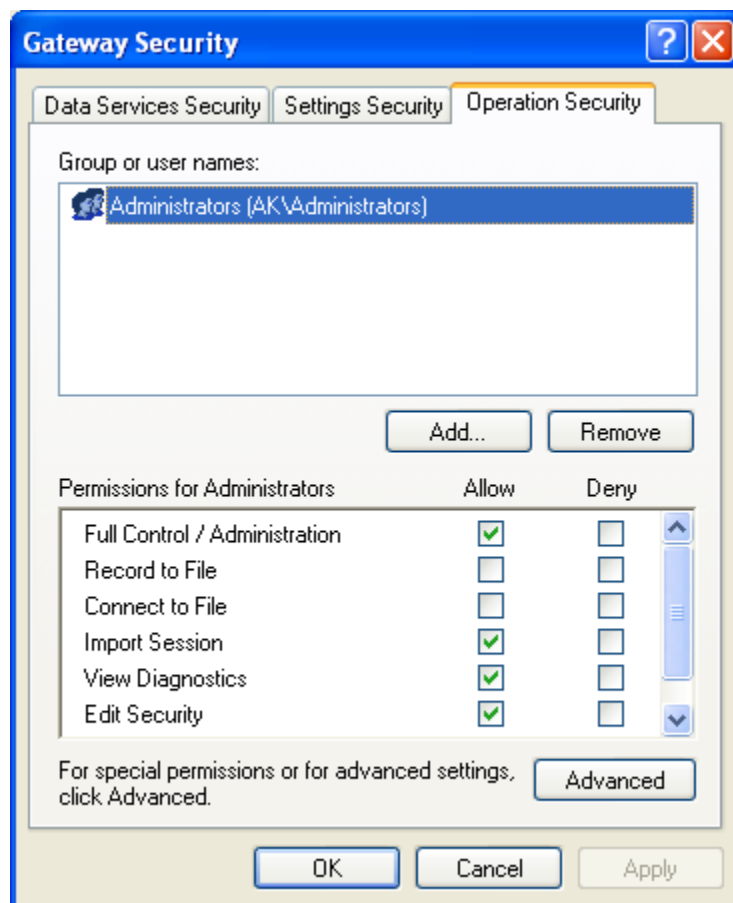 Gateway Security
Data Services Security Settings Security Operation Security
Group or user names:
Administrators (AK\Administrators)
Add... Remove
Permissions for Administrators Allow Deny
Full Control / Administration
Record to File
Connect to File
Import Session
View Diagnostics
Edit Security
For special permissions or for advanced settings,
click Advanced.
Advanced
OK Cancel Apply